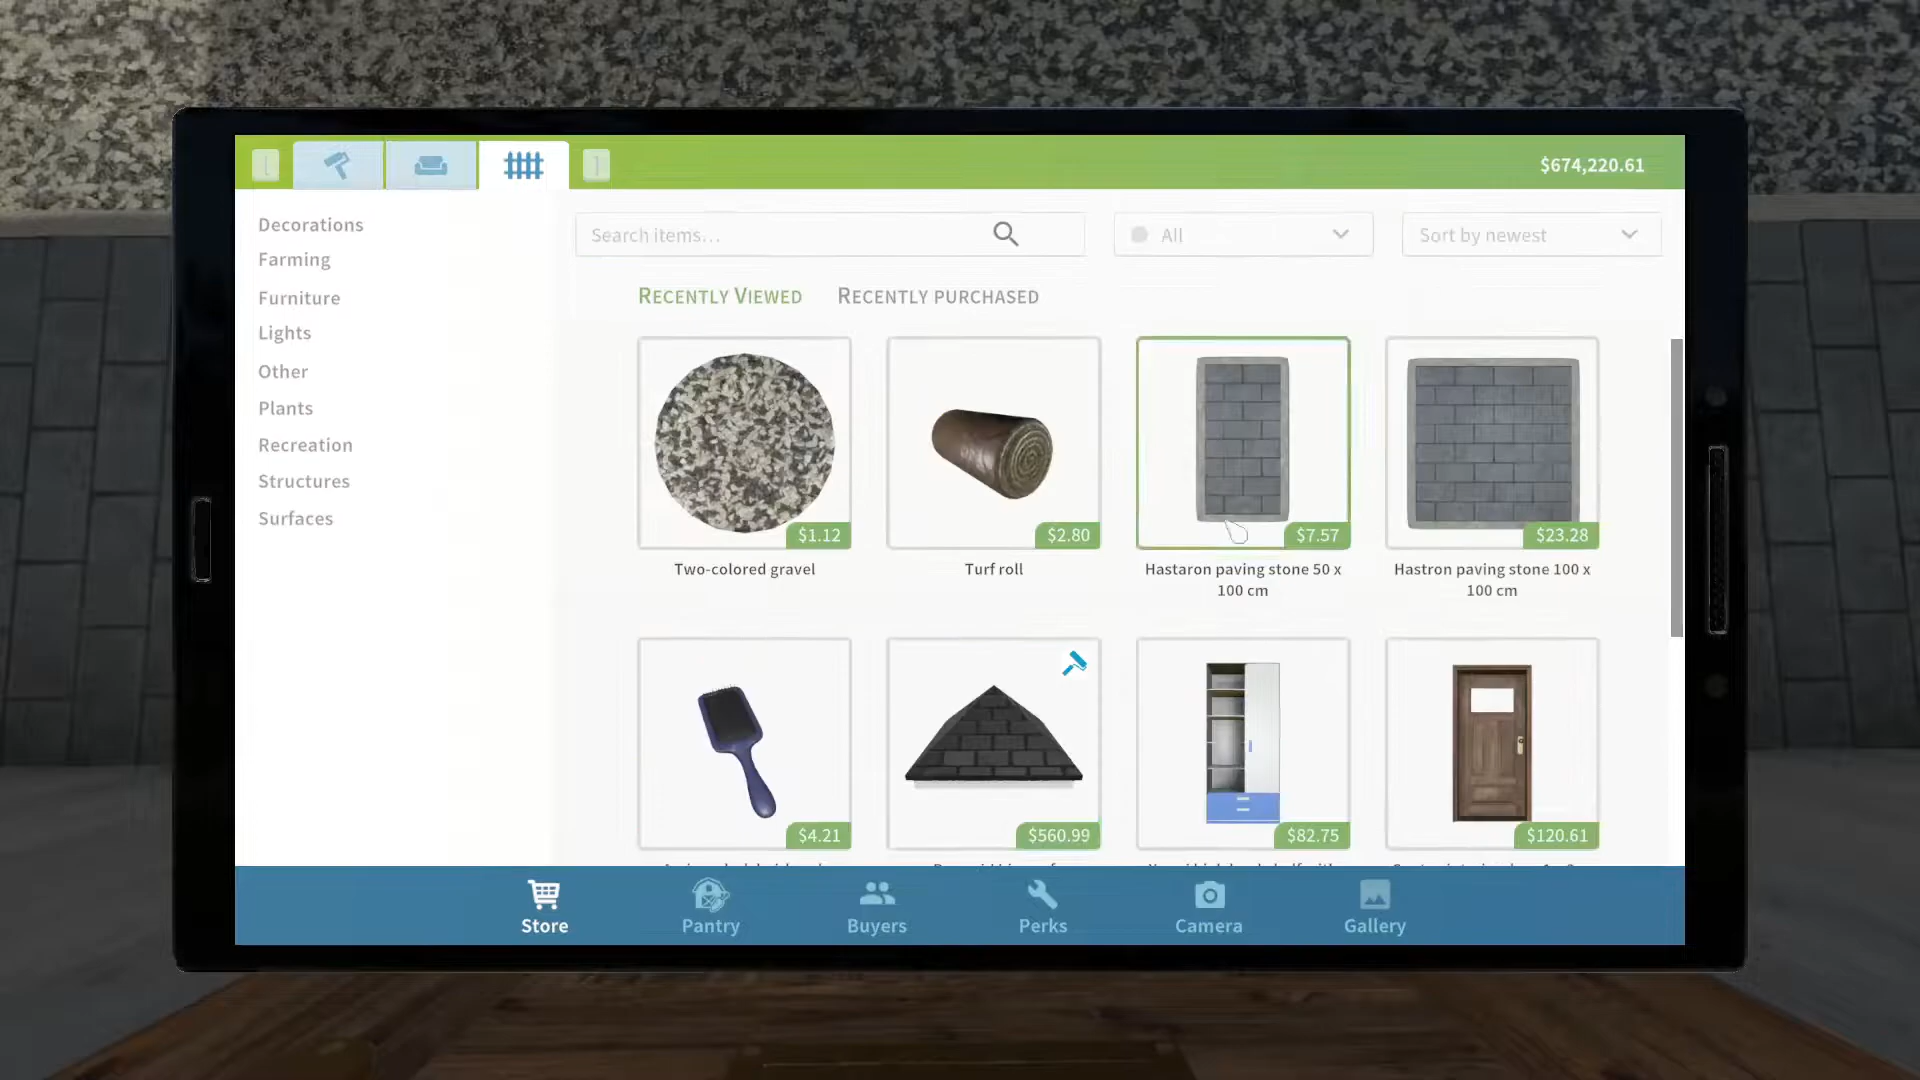 [
]
$674,220.61
Decorations
Farming
Furniture
Lights
Other
Plants
Recreation
Structures
Surfaces
Search items...
All
Sort by newest
RECENTLY VIEWED
RECENTLY PURCHASED
$1.12
Two-colored gravel
$2.80
Turf roll
$7.57
Hastaron paving stone 50 x
100 cm
$23.28
Hastron paving stone 100 x
100 cm
$4.21
$560.99
$82.75
$120.61
Store
Pantry
Buyers
Perks
Camera
Gallery